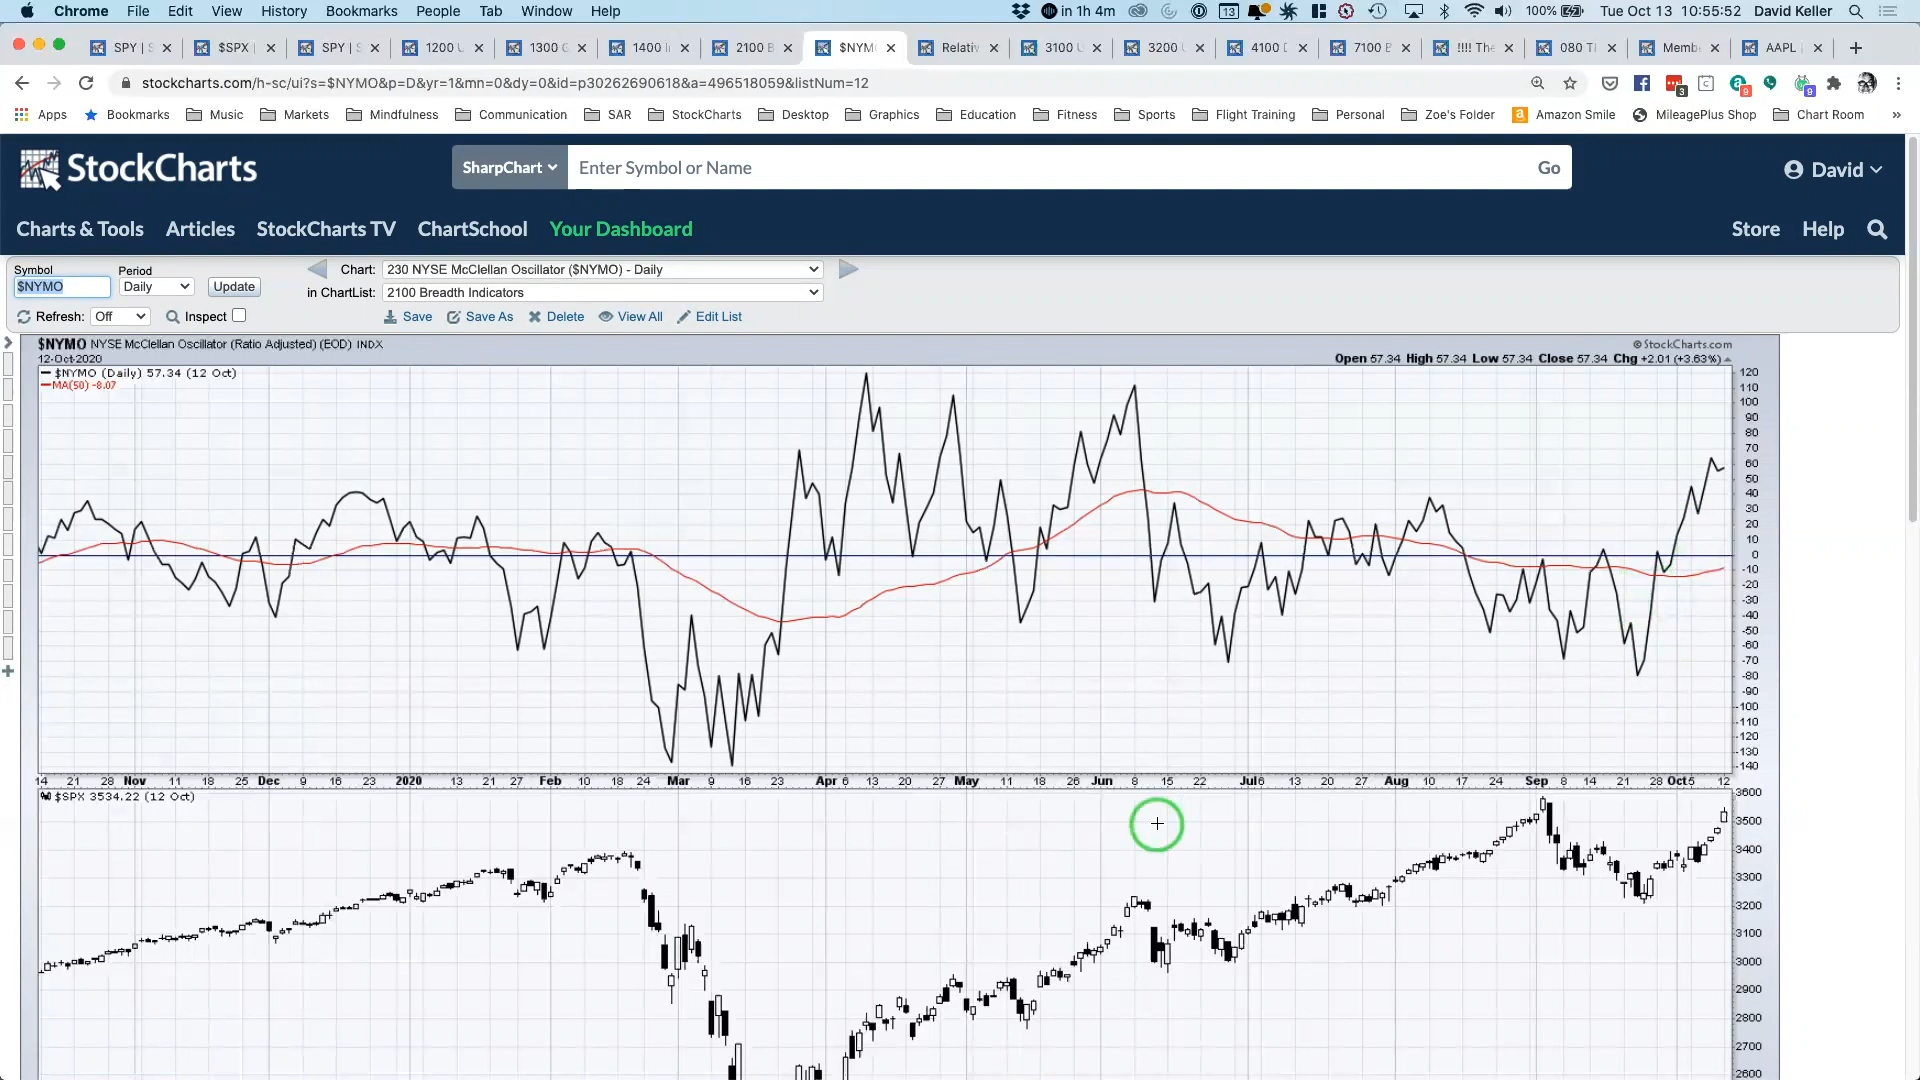 Chrome File Edit View History Bookmarks People Tab Window Help in 1h 4m 13 100% Tue Oct 13 10:55:52 David Keller
SPY | S $SPX | SPY | S 1200 U 1300 G 1400 I 2100 B $NYM Relativ 3100 U 3200 4100 D 7100 E !!!! The 080 T Memb AAPL
stockcharts.com/h-sc/ui?s=$NYMO&p=D&yr=1&mn=0&dy=0&id=p30262690618&a=496518059&listNum=12
3 9 9
Apps Bookmarks Music Markets Mindfulness Communication SAR StockCharts Desktop Graphics Education Fitness Sports Flight Training Personal Zoe's Folder Amazon Smile MileagePlus Shop Chart Room »
StockCharts SharpChart Enter Symbol or Name Go David
Charts & Tools Articles StockCharts TV ChartSchool Your Dashboard Store Help
Symbol Period Chart: 230 NYSE McClellan Oscillator ($NYMO) - Daily
$NYMO Daily Update in ChartList: 2100 Breadth Indicators
Refresh: Off Inspect Save Save As Delete View All Edit List
$NYMO NYSE McClellan Oscillator (Ratio Adjusted) (EOD) INDX © StockCharts.com
12-Oct-2020 Open 57.34 High 57.34 Low 57.34 Close 57.34 Chg +2.01 (+3.63%)
$NYMO (Daily) 57.34 (12 Oct)
MA(50) -8.07
120
110
100
90
80
70
60
50
40
30
20
10
0
-10
-20
-30
-40
-50
-60
-70
-80
-90
-100
-110
-120
-130
-140
14 21 28 Nov 11 18 25 Dec 9 16 23 2020 13 21 27 Feb 10 18 24 Mar 9 16 23 Apr 6 13 20 27 May 11 18 26 Jun 8 15 22 Jul 6 13 20 27 Aug 10 17 24 Sep 8 14 21 28 Oct 5 12
$SPX 3534.22 (12 Oct)
3600
3500
3400
3300
3200
3100
3000
2900
2800
2700
2600